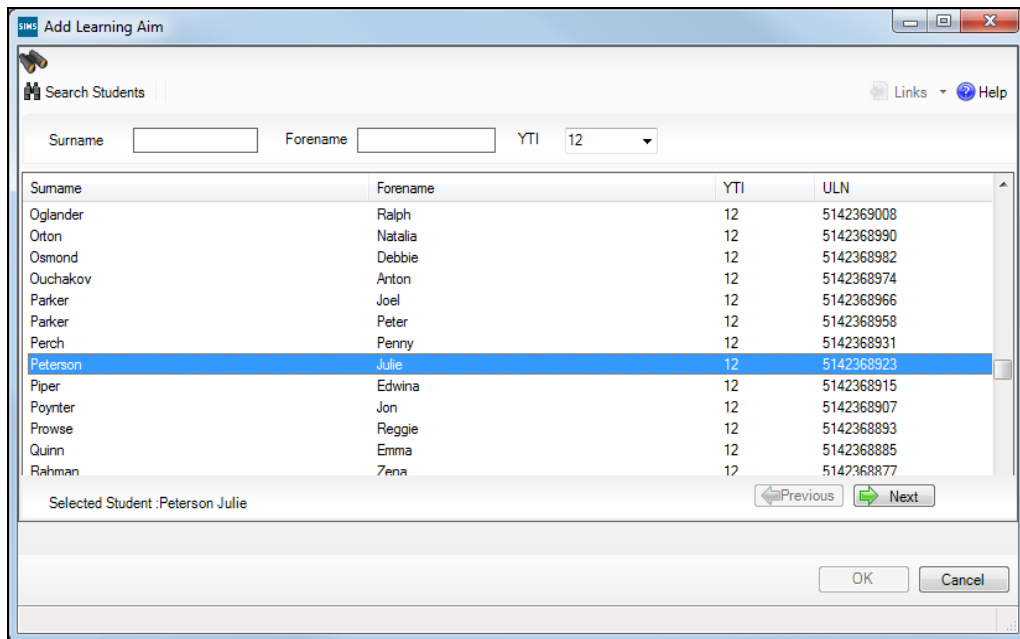 SIMS Add Learning Aim
Search Students Links Help
Surname Forename YTI 12
Surname Forename YTI ULN
Oglander Ralph 12 5142369008
Orton Natalia 12 5142368990
Osmond Debbie 12 5142368982
Ouchakov Anton 12 5142368974
Parker Joel 12 5142368966
Parker Peter 12 5142368958
Perch Penny 12 5142368931
Peterson Julie 12 5142368923
Piper Edwina 12 5142368915
Poynter Jon 12 5142368907
Prowse Reggie 12 5142368893
Quinn Emma 12 5142368885
Rahman Zena 12 5142368877
Selected Student :Peterson Julie Previous Next
OK Cancel